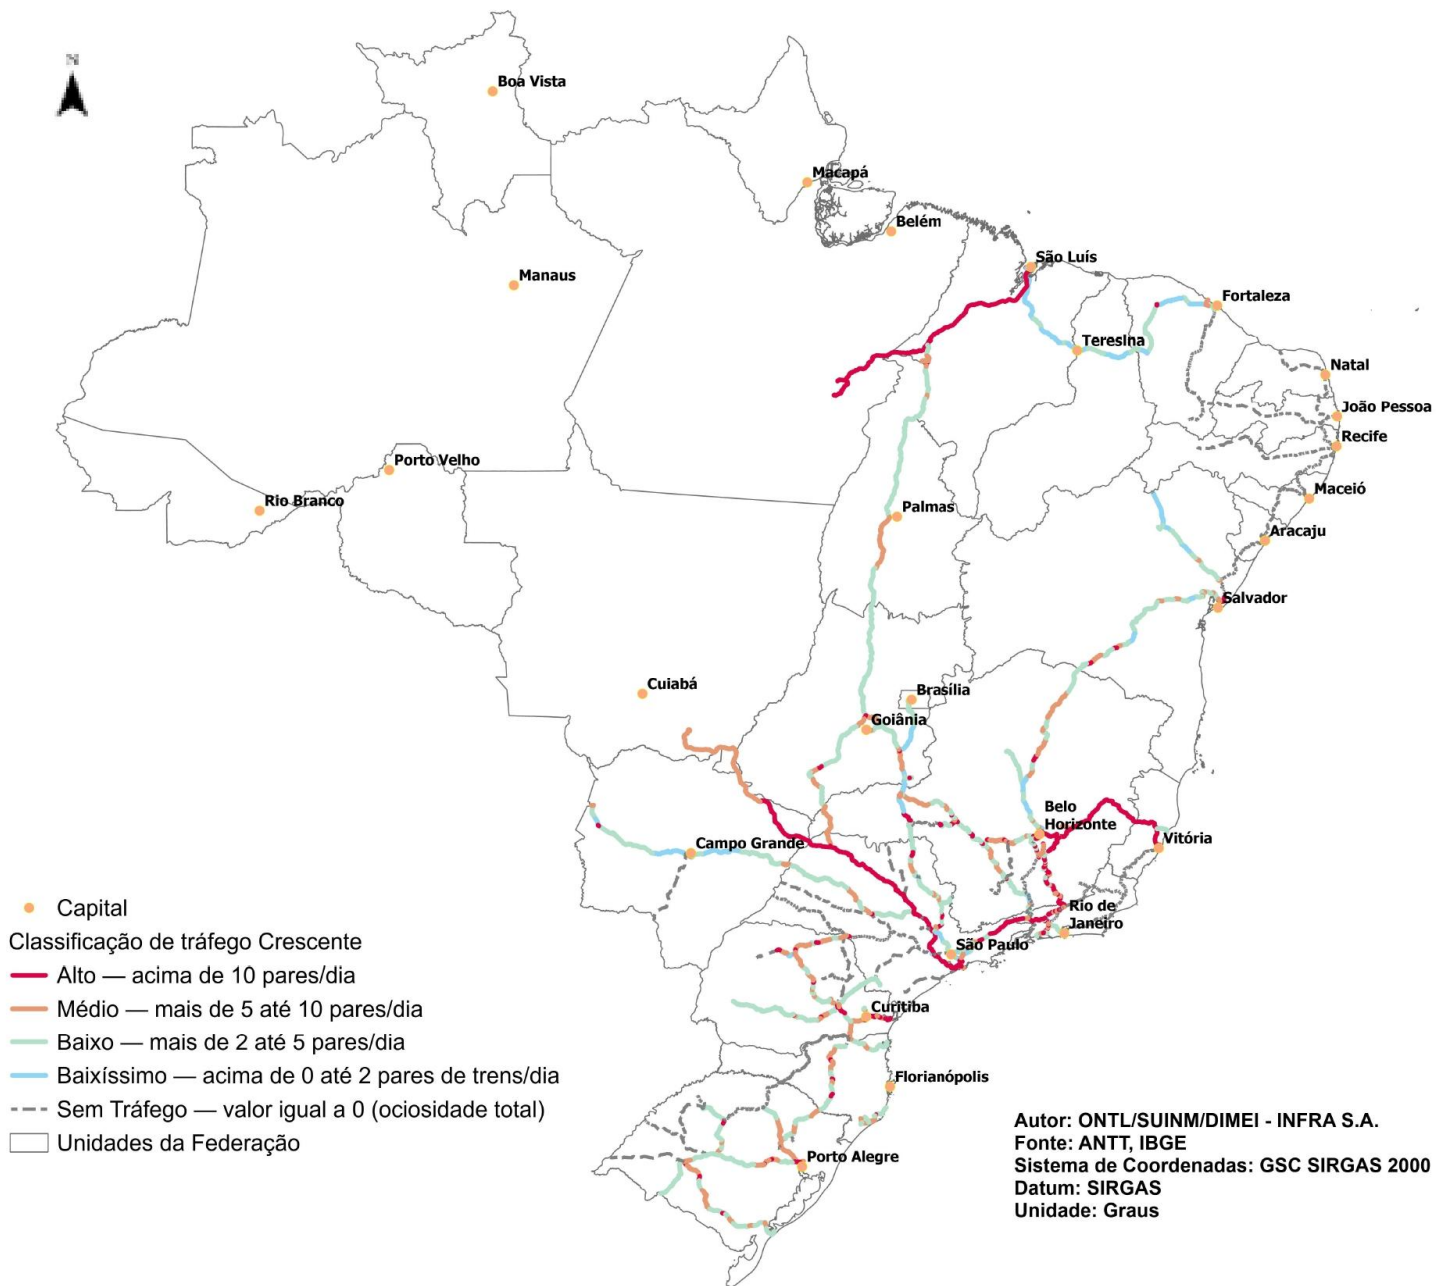 N
Boa Vista
Macapá
Belém
São Luís
Manaus
Fortaleza
Teresina
Natal
João Pessoa
Recife
Porto Velho
Maceió
Rio Branco
Palmas
Aracaju
Salvador
Cuiabá
Brasília
Goiânia
Belo
Horizonte
Vitória
Campo Grande
Rio de
Janeiro
São Paulo
Curitiba
Florianópolis
Porto Alegre
Capital
Classificação de tráfego Crescente
Alto — acima de 10 pares/dia
Médio — mais de 5 até 10 pares/dia
Baixo — mais de 2 até 5 pares/dia
Baixíssimo — acima de 0 até 2 pares de trens/dia
Sem Tráfego — valor igual a 0 (ociosidade total)
Unidades da Federação
Autor: ONTL/SUINM/DIMEI - INFRA S.A.
Fonte: ANTT, IBGE
Sistema de Coordenadas: GSC SIRGAS 2000
Datum: SIRGAS
Unidade: Graus